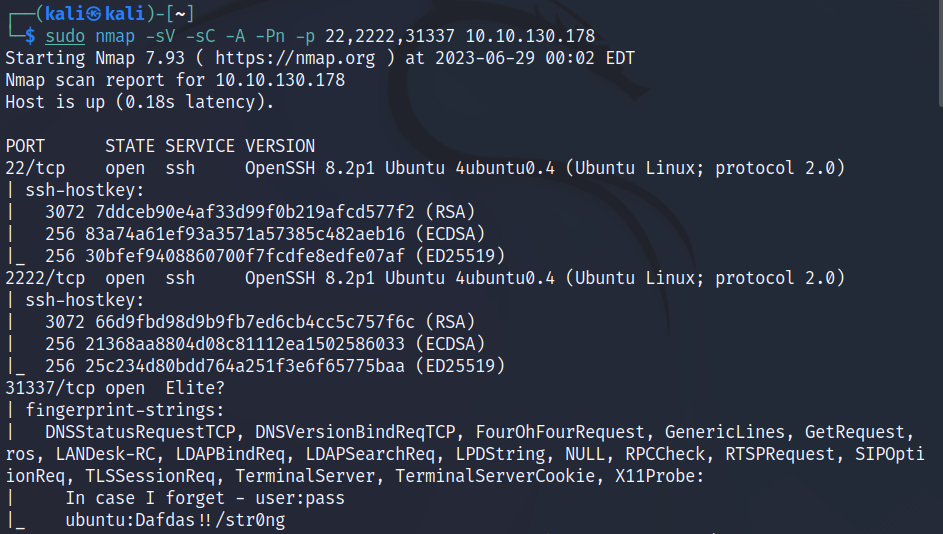 ┌──(kali㉿kali)-[~]
└─$ sudo nmap -sV -sC -A -Pn -p 22,2222,31337 10.10.130.178
Starting Nmap 7.93 ( https://nmap.org ) at 2023-06-29 00:02 EDT
Nmap scan report for 10.10.130.178
Host is up (0.18s latency).

PORT      STATE SERVICE VERSION
22/tcp    open  ssh     OpenSSH 8.2p1 Ubuntu 4ubuntu0.4 (Ubuntu Linux; protocol 2.0)
| ssh-hostkey:
|   3072 7ddceb90e4af33d99f0b219afcd577f2 (RSA)
|   256 83a74a61ef93a3571a57385c482aeb16 (ECDSA)
|_  256 30bfef9408860700f7fcdfe8edfe07af (ED25519)
2222/tcp  open  ssh     OpenSSH 8.2p1 Ubuntu 4ubuntu0.4 (Ubuntu Linux; protocol 2.0)
| ssh-hostkey:
|   3072 66d9fbd98d9b9fb7ed6cb4cc5c757f6c (RSA)
|   256 21368aa8804d08c81112ea1502586033 (ECDSA)
|_  256 25c234d80bdd764a251f3e6f65775baa (ED25519)
31337/tcp open  Elite?
| fingerprint-strings:
|   DNSStatusRequestTCP, DNSVersionBindReqTCP, FourOhFourRequest, GenericLines, GetRequest,
ros, LANDesk-RC, LDAPBindReq, LDAPSearchReq, LPDString, NULL, RPCCheck, RTSPRequest, SIPOpti
ionReq, TLSSessionReq, TerminalServer, TerminalServerCookie, X11Probe:
|     In case I forget - user:pass
|_    ubuntu:Dafdas!!/str0ng